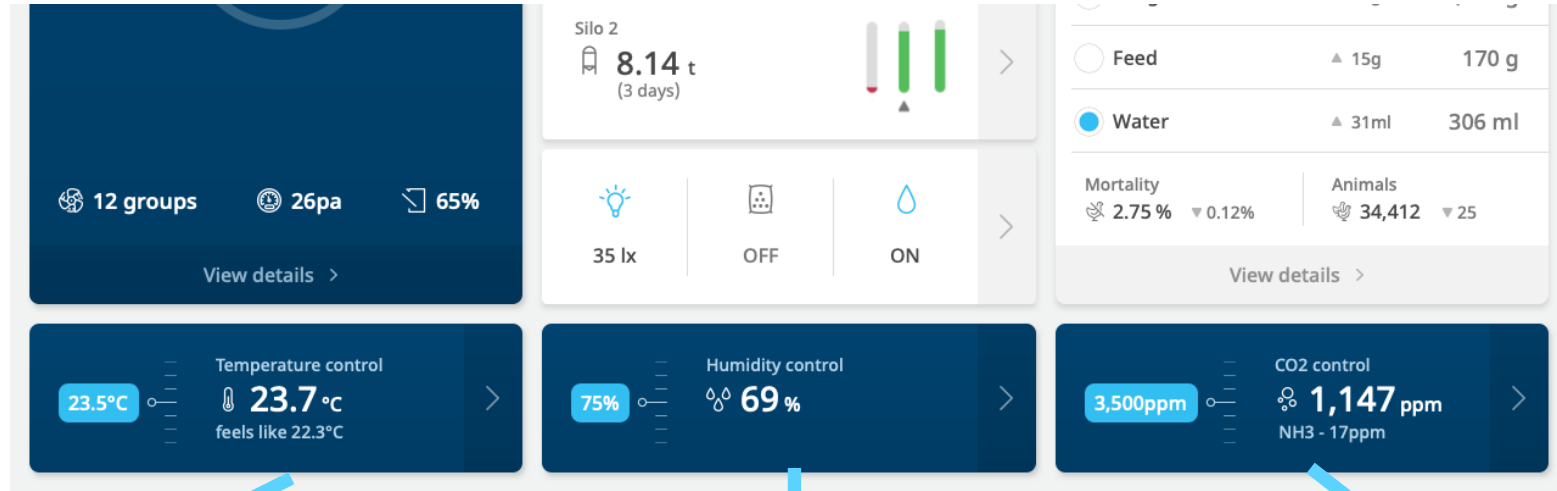 12 groups
26pa
65%
View details >
Silo 2
8.14 t
(3 days)
35 lx
OFF
ON
Feed ▲ 15g 170 g
Water ▲ 31ml 306 ml
Mortality
2.75 % ▼ 0.12%
Animals
34,412 ▼ 25
View details >
23.5°C
Temperature control
23.7 °C
feels like 22.3°C
75%
Humidity control
69 %
3,500ppm
CO2 control
1,147 ppm
NH3 - 17ppm